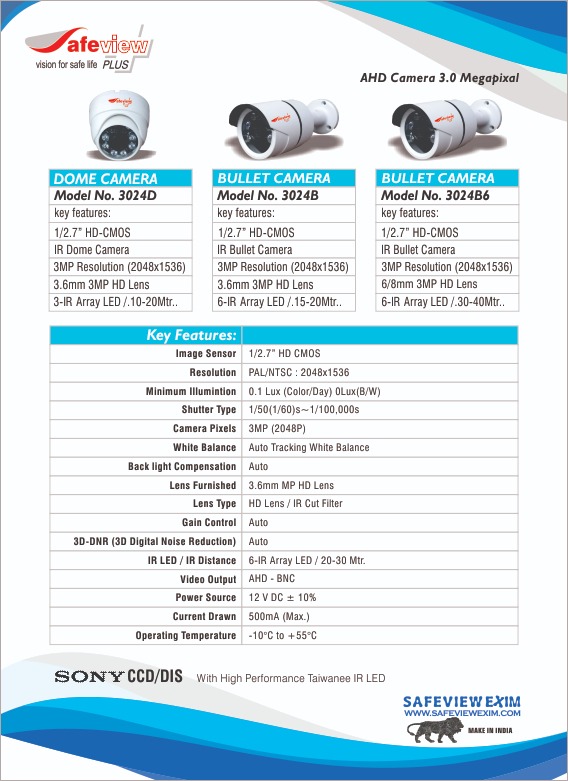 Safeview
vision for safe life PLUS
AHD Camera 3.0 Megapixal
DOME CAMERA
Model No. 3024D
key features:
1/2.7” HD-CMOS
IR Dome Camera
3MP Resolution (2048x1536)
3.6mm 3MP HD Lens
3-IR Array LED /.10-20Mtr..
BULLET CAMERA
Model No. 3024B
key features:
1/2.7” HD-CMOS
IR Bullet Camera
3MP Resolution (2048x1536)
3.6mm 3MP HD Lens
6-IR Array LED /.15-20Mtr..
BULLET CAMERA
Model No. 3024B6
key features:
1/2.7” HD-CMOS
IR Bullet Camera
3MP Resolution (2048x1536)
6/8mm 3MP HD Lens
6-IR Array LED /.30-40Mtr..
Key Features:
Image Sensor 1/2.7” HD CMOS
Resolution PAL/NTSC : 2048x1536
Minimum Illumintion 0.1 Lux (Color/Day) 0Lux(B/W)
Shutter Type 1/50(1/60)s~1/100,000s
Camera Pixels 3MP (2048P)
White Balance Auto Tracking White Balance
Back light Compensation Auto
Lens Furnished 3.6mm MP HD Lens
Lens Type HD Lens / IR Cut Filter
Gain Control Auto
3D-DNR (3D Digital Noise Reduction) Auto
IR LED / IR Distance 6-IR Array LED / 20-30 Mtr.
Video Output AHD - BNC
Power Source 12 V DC ± 10%
Current Drawn 500mA (Max.)
Operating Temperature -10°C to +55°C
SONY CCD/DIS With High Performance Taiwanee IR LED
SAFEVIEWEXIM
WWW.SAFEVIEWEXIM.COM
MAKE IN INDIA